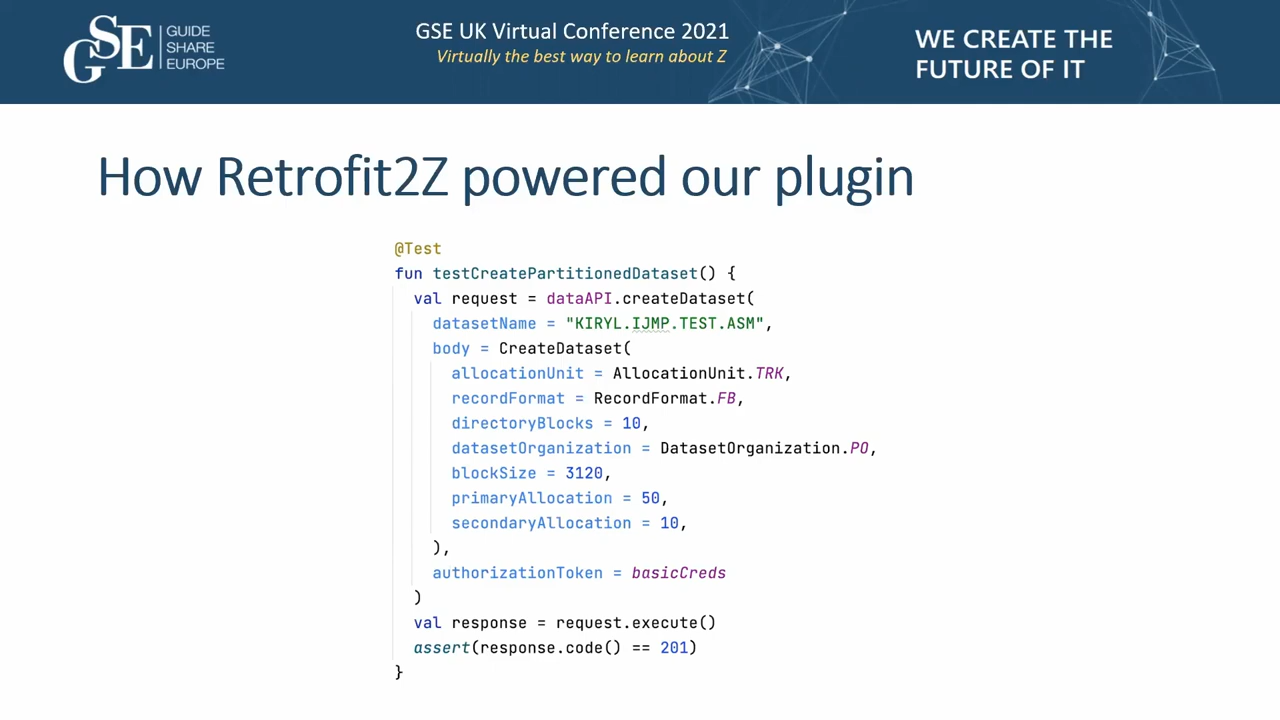 GSE GUIDE
SHARE
EUROPE
GSE UK Virtual Conference 2021
Virtually the best way to learn about Z
WE CREATE THE
FUTURE OF IT
How Retrofit2Z powered our plugin
@Test
fun testCreatePartitionedDataset() {
val request = dataAPI.createDataset(
datasetName = "KIRYL.IJMP.TEST.ASM",
body = CreateDataset(
allocationUnit = AllocationUnit.TRK,
recordFormat = RecordFormat.FB,
directoryBlocks = 10,
datasetOrganization = DatasetOrganization.PO,
blockSize = 3120,
primaryAllocation = 50,
secondaryAllocation = 10,
),
authorizationToken = basicCreds
)
val response = request.execute()
assert(response.code() == 201)
}